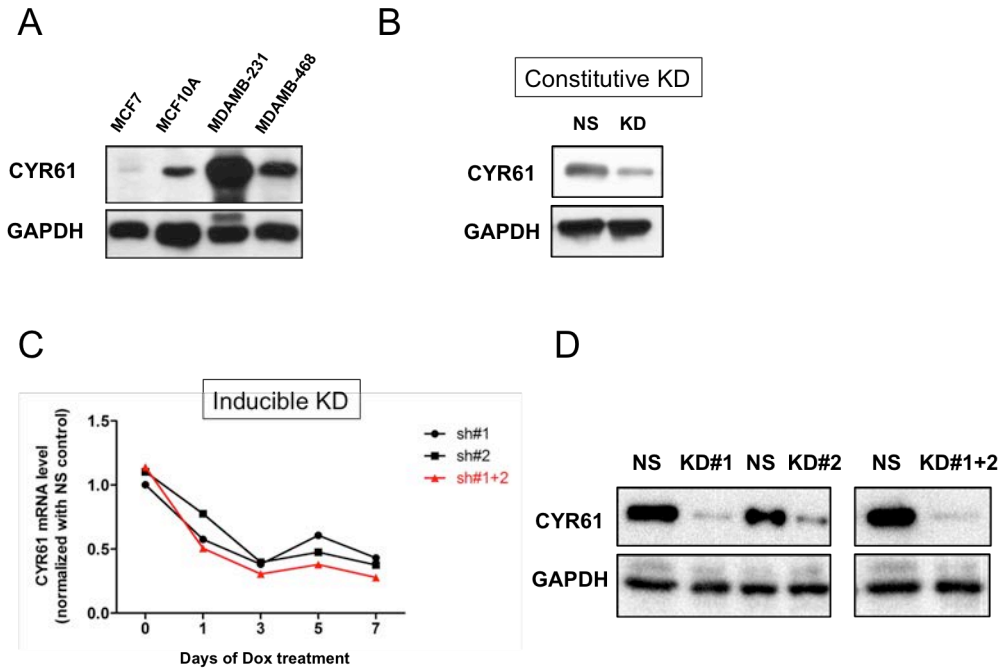 A
MCF7 MCF10A MDAMB-231 MDAMB-468
CYR61
GAPDH
B
Constitutive KD
NS KD
CYR61
GAPDH
C
Inducible KD
CYR61 mRNA level
(normalized with NS control)
1.5
1.0
0.5
0.0
0 1 3 5 7
Days of Dox treatment
sh#1
sh#2
sh#1+2
D
NS KD#1 NS KD#2 NS KD#1+2
CYR61
GAPDH